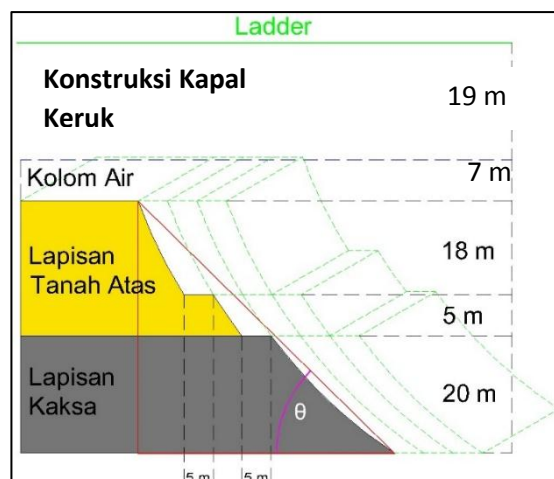 Ladder
Konstruksi Kapal
Keruk
19 m
Kolom Air
7 m
Lapisan
Tanah Atas
18 m
5 m
Lapisan
Kaksa
20 m
θ
5 m
5 m